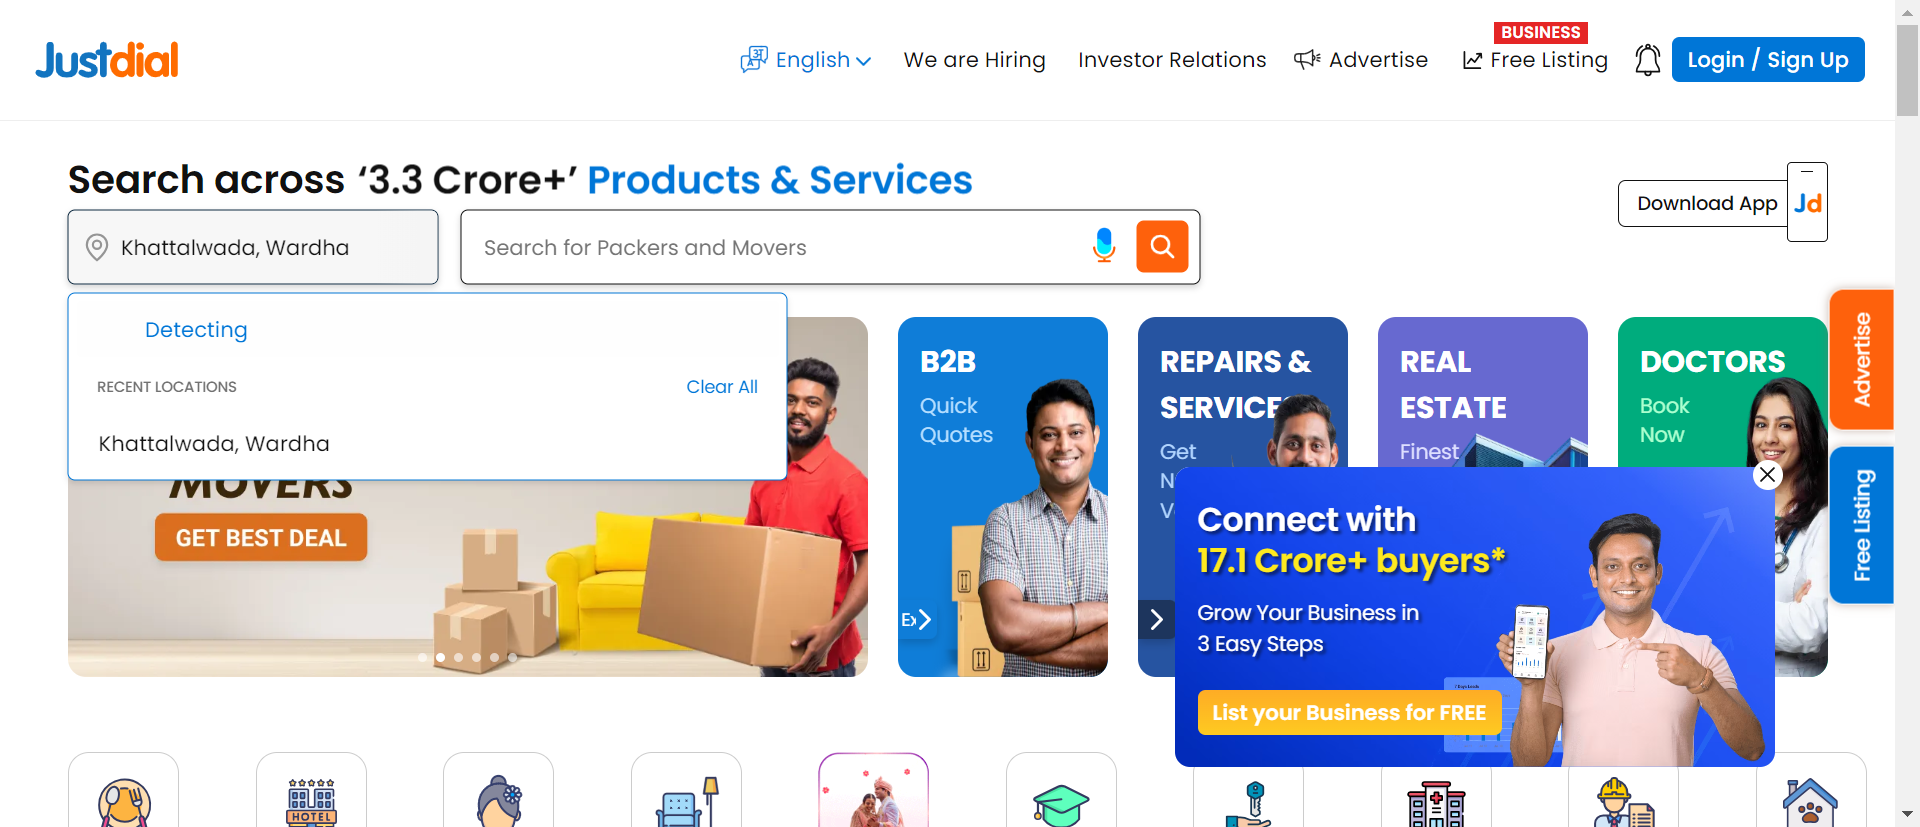 Justdial
English
We are Hiring
Investor Relations
Advertise
BUSINESS
Free Listing
Login / Sign Up
Search across ‘3.3 Crore+’ Products & Services
Khattalwada, Wardha
Search for Packers and Movers
Download App
Jd
Detecting
RECENT LOCATIONS
Clear All
Khattalwada, Wardha
MOVERS
GET BEST DEAL
B2B
Quick
Quotes
Ex
REPAIRS &
SERVICES
Get
REAL
ESTATE
Finest
DOCTORS
Book
Now
Advertise
Free Listing
Connect with
17.1 Crore+ buyers*
Grow Your Business in
3 Easy Steps
List your Business for FREE
HOTEL